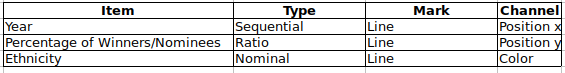 Item Type Mark Channel
Year Sequential Line Position x
Percentage of Winners/Nominees Ratio Line Position y
Ethnicity Nominal Line Color